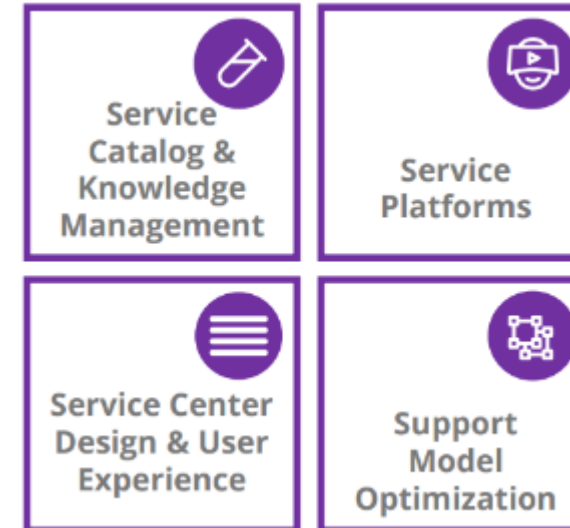 Service
Catalog &
Knowledge
Management
Service
Platforms
Service Center
Design & User
Experience
Support
Model
Optimization